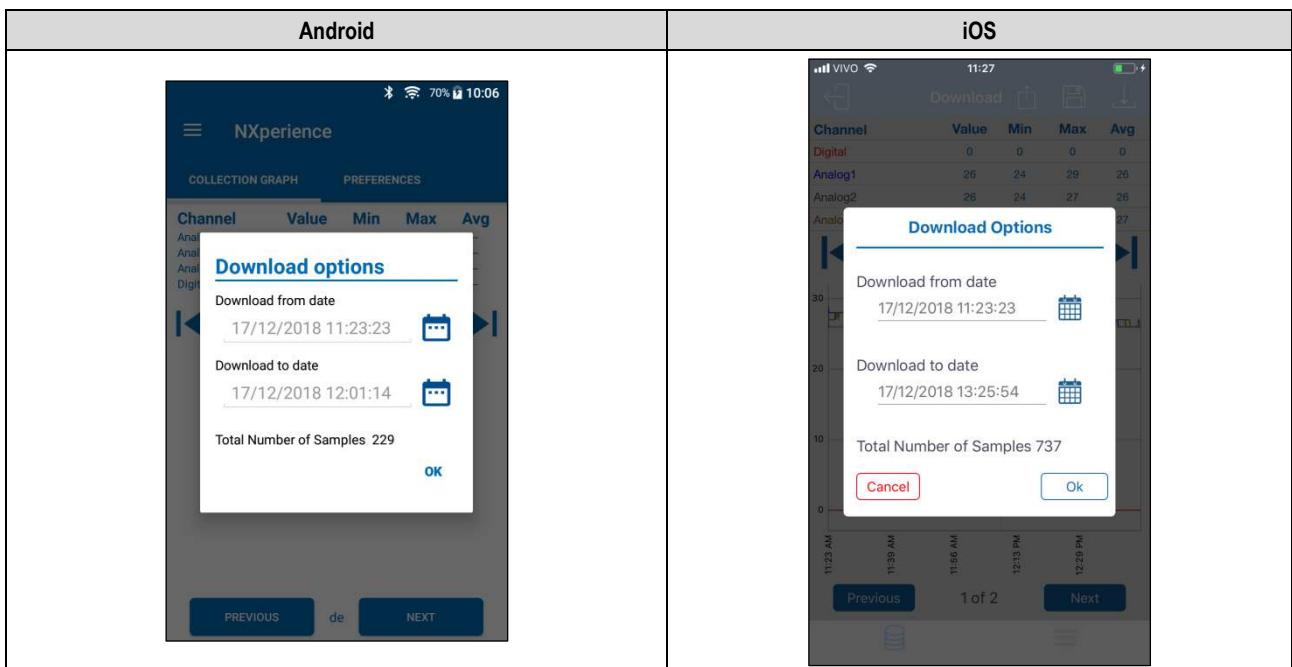 Android
iOS
70% 10:06
NXperience
COLLECTION GRAPH PREFERENCES
Channel Value Min Max Avg
Anal
Anal
Anal
Digit
Download options
Download from date
17/12/2018 11:23:23
Download to date
17/12/2018 12:01:14
Total Number of Samples 229
OK
PREVIOUS de NEXT
VIVO 11:27
Download
Channel Value Min Max Avg
Digital 0 0 0 0
Analog1 26 24 29 26
Analog2 26 24 27 26
Analo 27
Download Options
Download from date
17/12/2018 11:23:23
Download to date
17/12/2018 13:25:54
Total Number of Samples 737
Cancel Ok
30
20
10
0
11:23 AM
11:39 AM
11:56 AM
12:13 PM
12:29 PM
Previous 1 of 2 Next